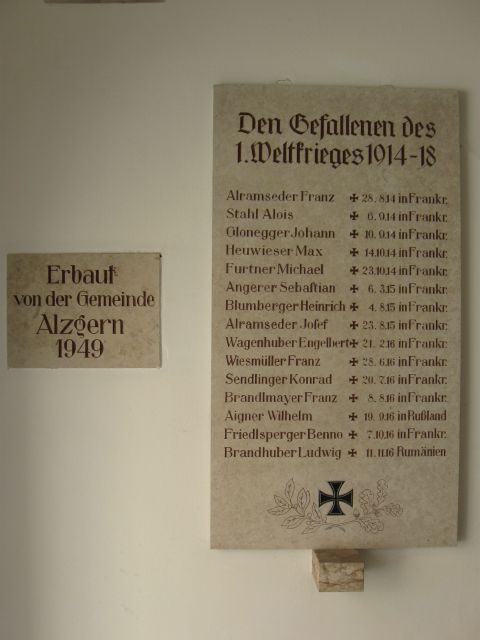 Erbaut
von der Gemeinde
Alzgern
1949
Den Gefallenen des
1. Weltkrieges 1914-18
Alramseder Franz ✠ 28. 8.14 in Frankr.
Stahl Alois ✠ 6. 9.14 in Frankr.
Glonegger Johann ✠ 10. 9.14 in Frankr.
Heuwieser Max ✠ 14.10.14 in Frankr.
Furtner Michael ✠ 23.10.14 in Frankr.
Angerer Sebastian ✠ 6. 3.15 in Frankr.
Blumberger Heinrich ✠ 4. 8.15 in Frankr.
Alramseder Josef ✠ 23. 8.15 in Frankr.
Wagenhuber Engelbert ✠ 21. 2.16 in Frankr.
Wiesmüller Franz ✠ 28. 6.16 in Frankr.
Sendlinger Konrad ✠ 20. 7.16 in Frankr.
Brandlmayer Franz ✠ 8. 8.16 in Frankr.
Aigner Wilhelm ✠ 19. 9.16 in Rußland
Friedlsperger Benno ✠ 7.10.16 in Frankr.
Brandhuber Ludwig ✠ 11.11.16 Rumänien